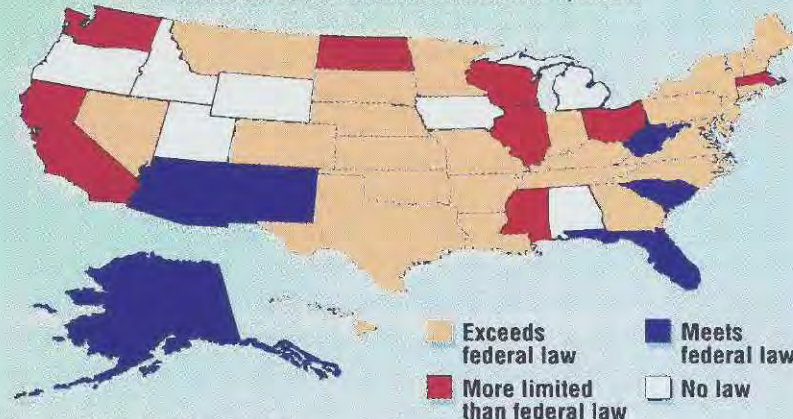 Exceeds
federal law
Meets
federal law
More limited
than federal law
No law